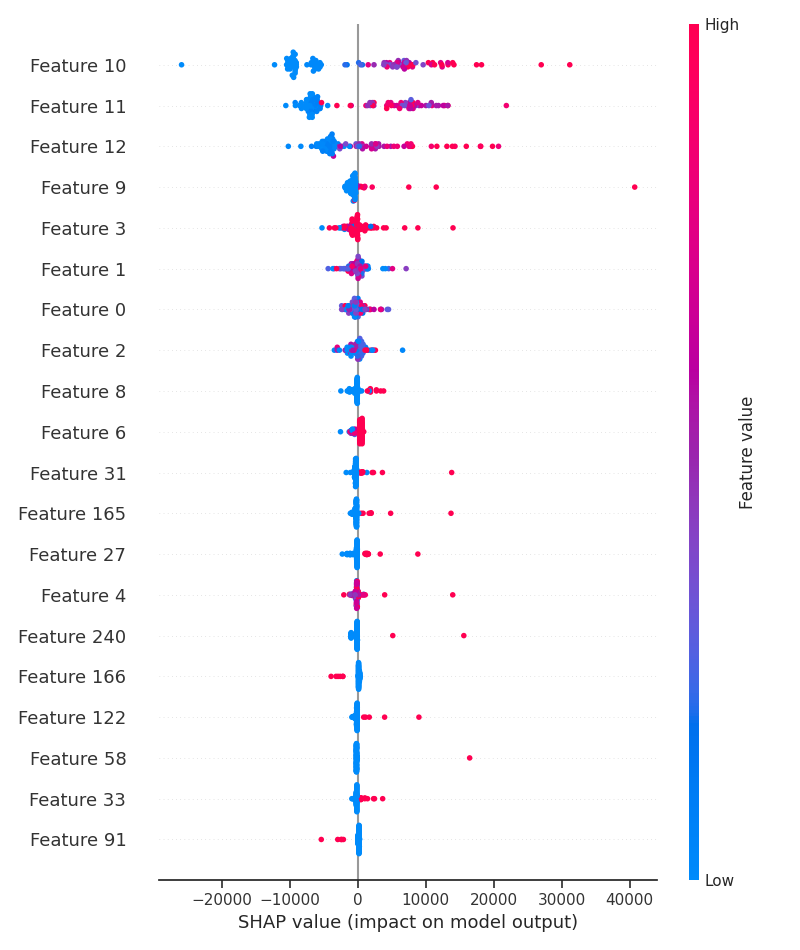 High
Feature 10
Feature 11
Feature 12
Feature 9
Feature 3
Feature 1
Feature 0
Feature 2
Feature 8
Feature 6
Feature 31
Feature 165
Feature 27
Feature 4
Feature 240
Feature 166
Feature 122
Feature 58
Feature 33
Feature 91
Feature value
Low
−20000 −10000 0 10000 20000 30000 40000
SHAP value (impact on model output)